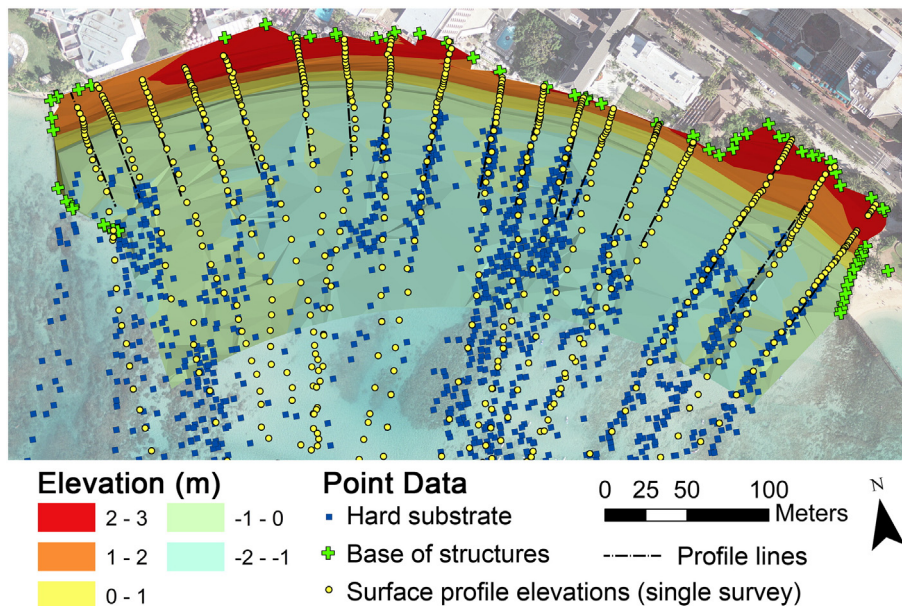 N
Elevation (m)
2 - 3
1 - 2
0 - 1
-1 - 0
-2 - -1
Point Data
Hard substrate
Base of structures
Surface profile elevations (single survey)
0 25 50 100
Meters
Profile lines